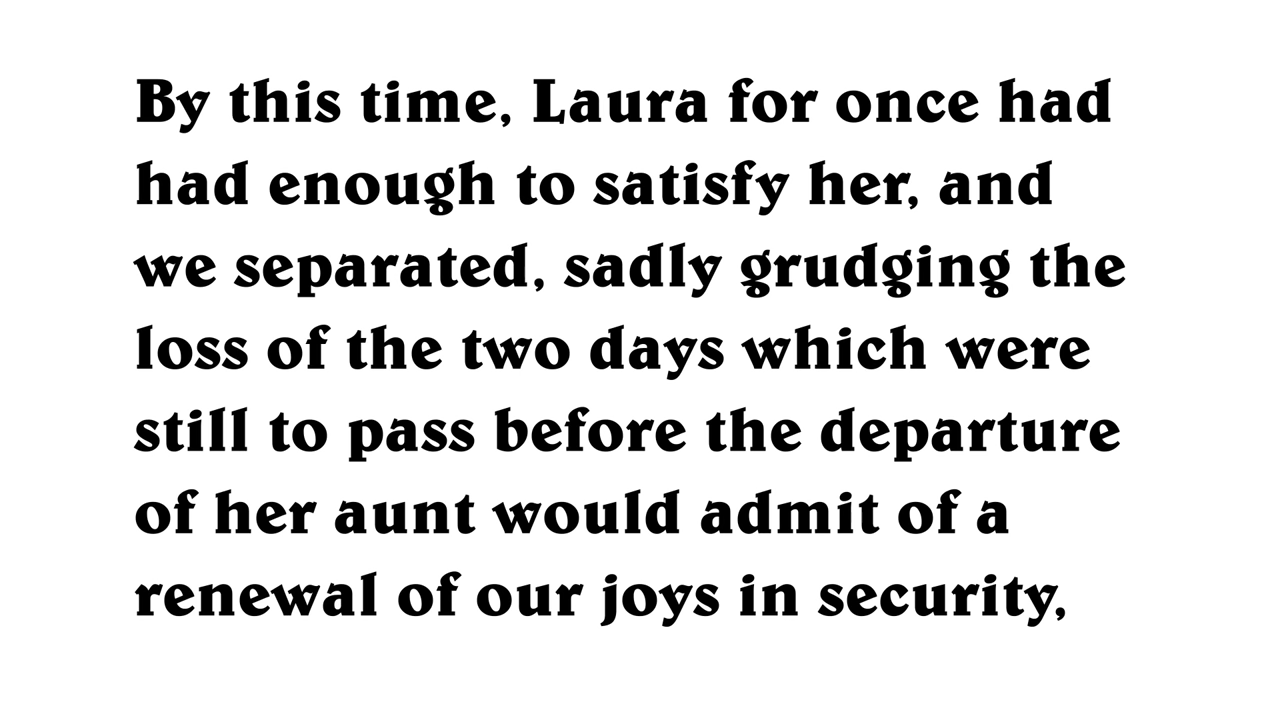 By this time, Laura for once had
had enough to satisfy her, and
we separated, sadly grudging the
loss of the two days which were
still to pass before the departure
of her aunt would admit of a
renewal of our joys in security,